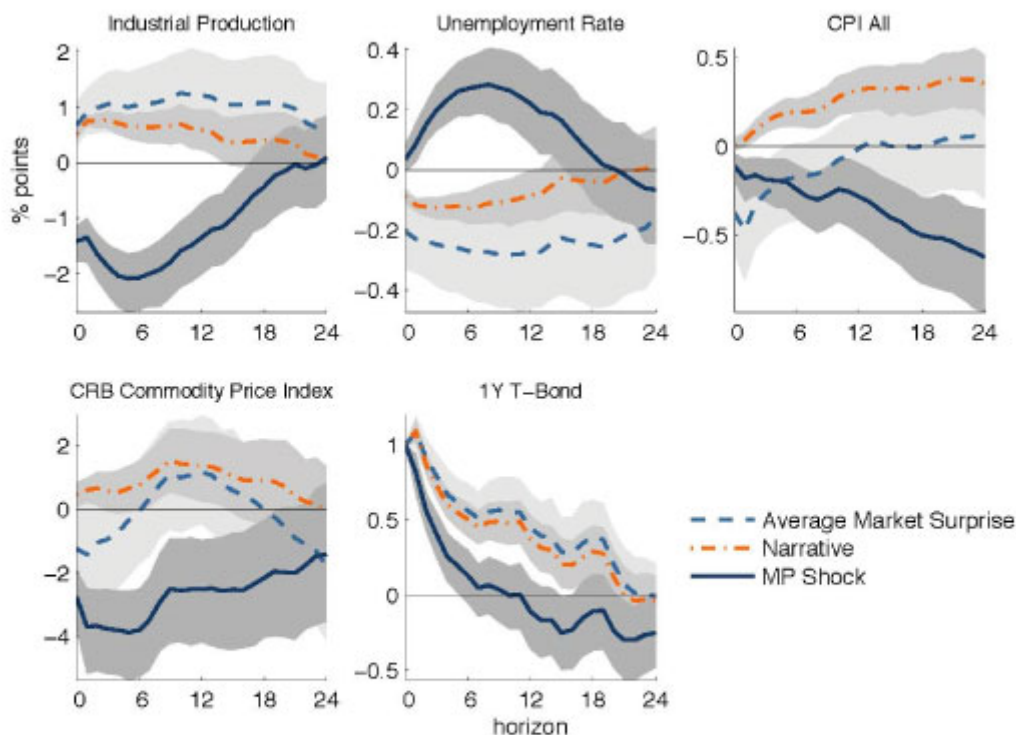 Industrial Production
Unemployment Rate
CPI All
% points
2
1
0
−1
−2
0 6 12 18 24
0.4
0.2
0
−0.2
−0.4
0 6 12 18 24
0.5
0
−0.5
0 6 12 18 24
CRB Commodity Price Index
1Y T−Bond
2
0
−2
−4
0 6 12 18 24
1
0.5
0
−0.5
0 6 12 18 24
horizon
Average Market Surprise
Narrative
MP Shock